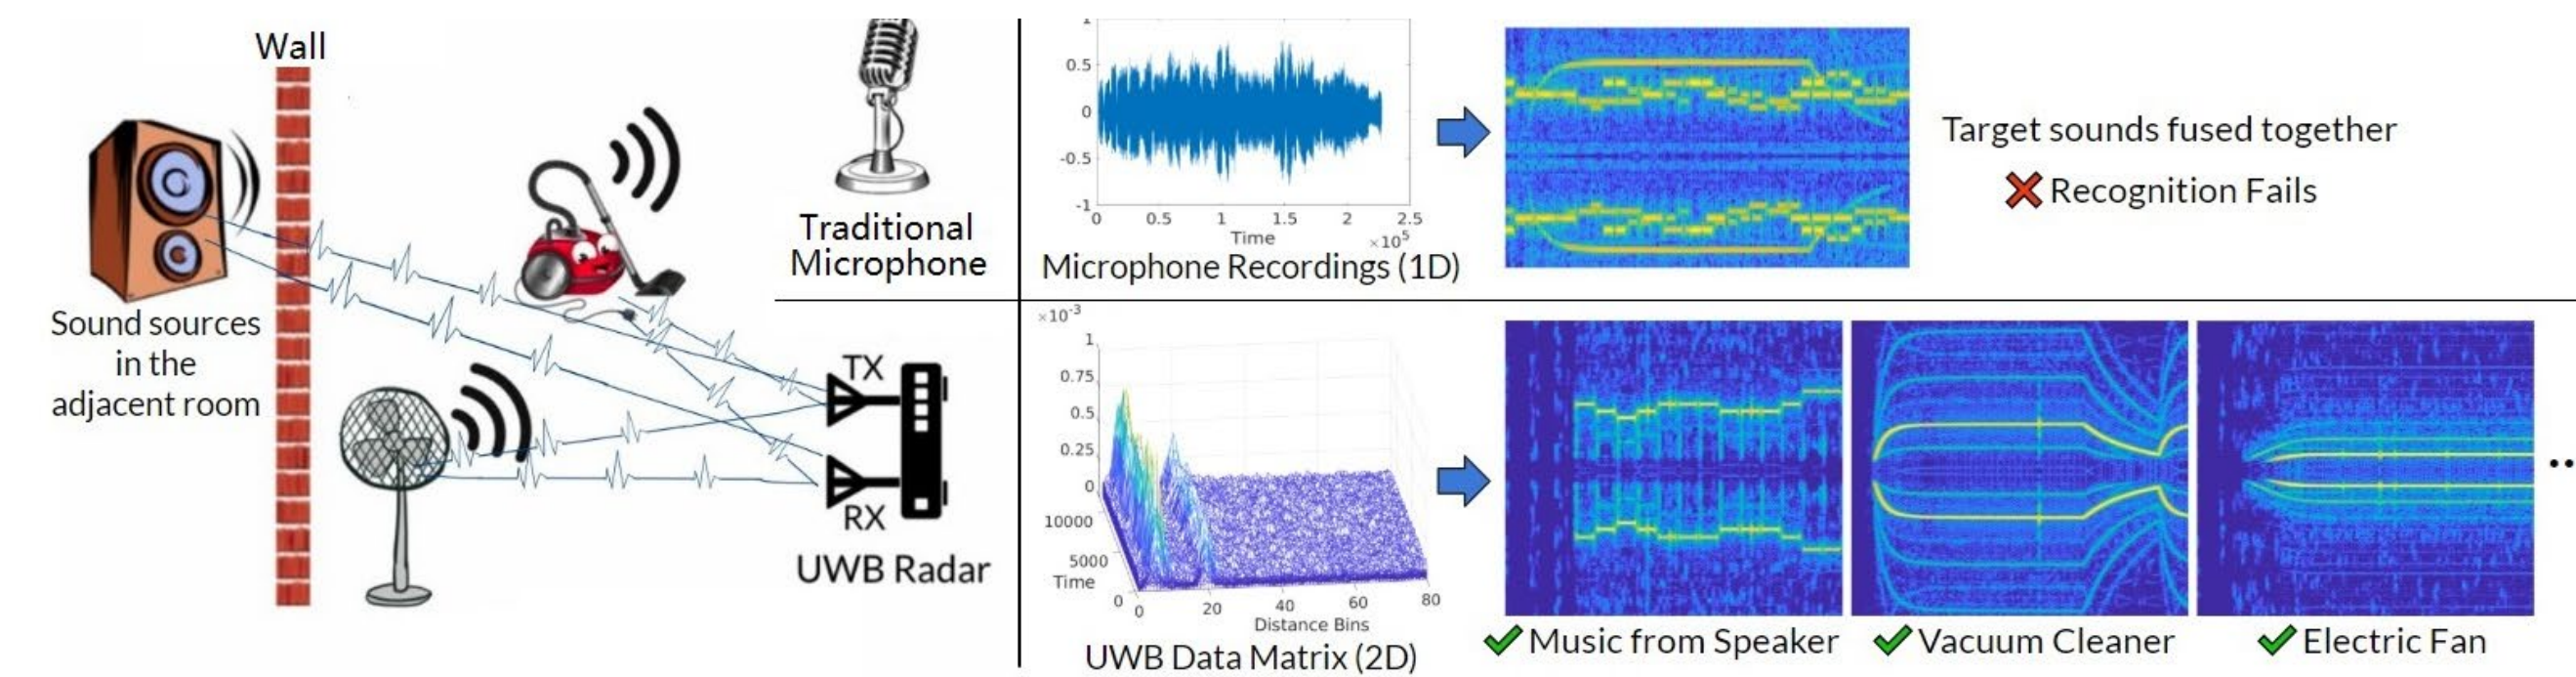 Wall
Sound sources
in the
adjacent room
Traditional
Microphone
TX
RX
UWB Radar
1
0.5
0
-0.5
-1
0 0.5 1 1.5 2 2.5
Time
×10⁵
Microphone Recordings (1D)
Target sounds fused together
Recognition Fails
×10⁻³
1
0.75
0.5
0.25
0
10000
5000
Time
0
0 20 40 60 80
Distance Bins
UWB Data Matrix (2D)
Music from Speaker
Vacuum Cleaner
Electric Fan